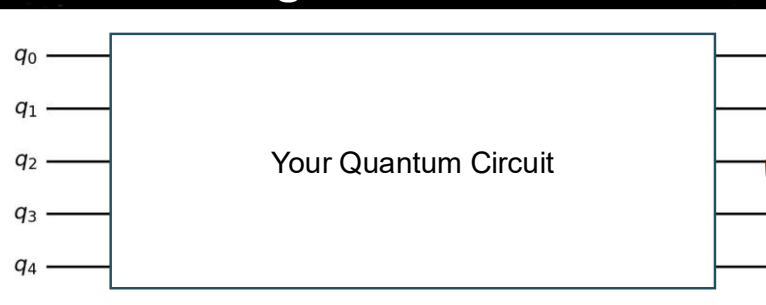 q₀
q₁
q₂
Your Quantum Circuit
q₃
q₄